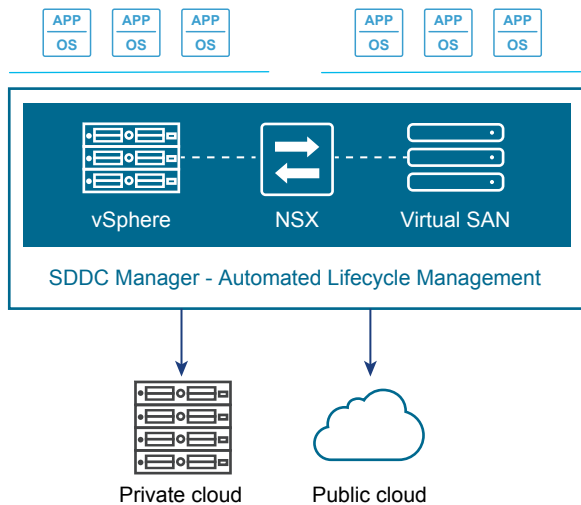 APP APP APP APP APP APP
OS OS OS OS OS OS
vSphere NSX Virtual SAN
SDDC Manager - Automated Lifecycle Management
Private cloud Public cloud